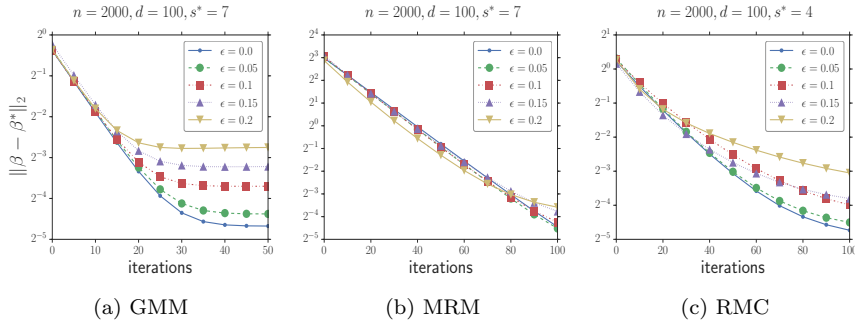 n = 2000, d = 100, s* = 7
‖β − β*‖₂
2^0
2^−1
2^−2
2^−3
2^−4
2^−5
0 10 20 30 40 50
iterations
ϵ = 0.0
ϵ = 0.05
ϵ = 0.1
ϵ = 0.15
ϵ = 0.2
(a) GMM
n = 2000, d = 100, s* = 7
2^4
2^3
2^2
2^1
2^0
2^−1
2^−2
2^−3
2^−4
2^−5
0 20 40 60 80 100
iterations
ϵ = 0.0
ϵ = 0.05
ϵ = 0.1
ϵ = 0.15
ϵ = 0.2
(b) MRM
n = 2000, d = 100, s* = 4
2^1
2^0
2^−1
2^−2
2^−3
2^−4
2^−5
0 20 40 60 80 100
iterations
ϵ = 0.0
ϵ = 0.05
ϵ = 0.1
ϵ = 0.15
ϵ = 0.2
(c) RMC